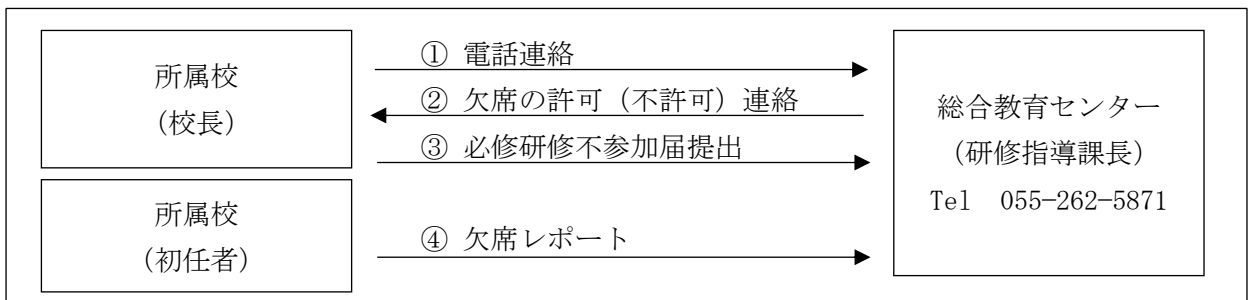 所属校
（校長）
① 電話連絡
② 欠席の許可（不許可）連絡
③ 必修研修不参加届提出
所属校
（初任者）
④ 欠席レポート
総合教育センター
（研修指導課長）
Tel　055-262-5871